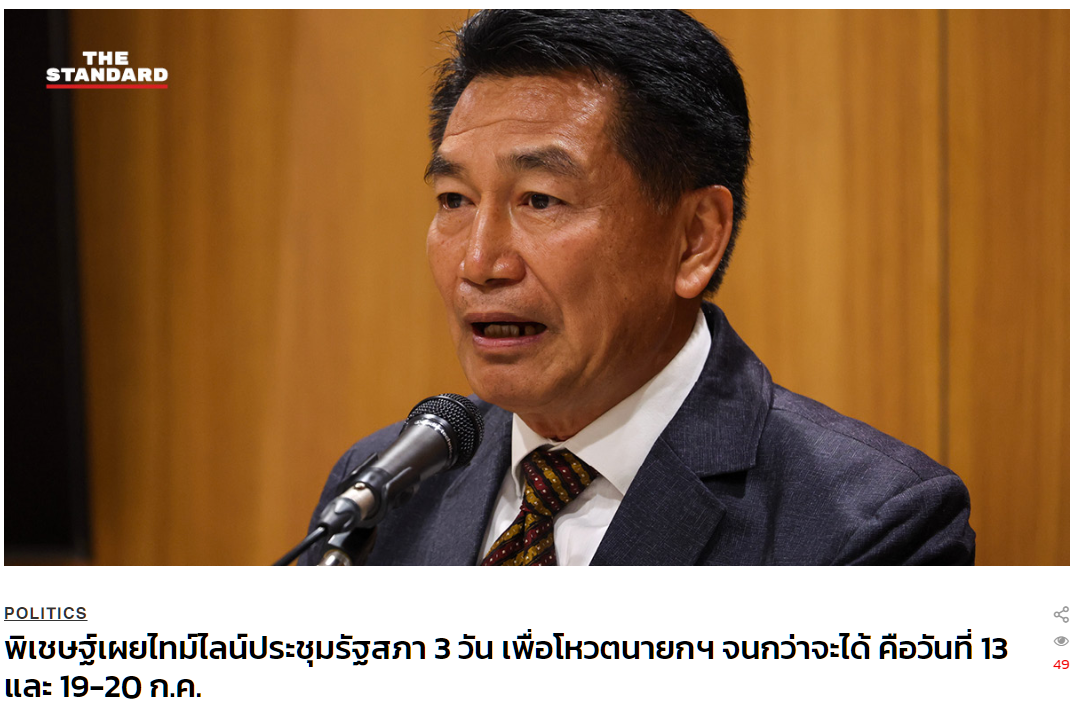 THE
STANDARD
POLITICS
พิเชษฐ์เผยไทม์ไลน์ประชุมรัฐสภา 3 วัน เพื่อโหวตนายกฯ จนกว่าจะได้ คือวันที่ 13
และ 19-20 ก.ค.
49